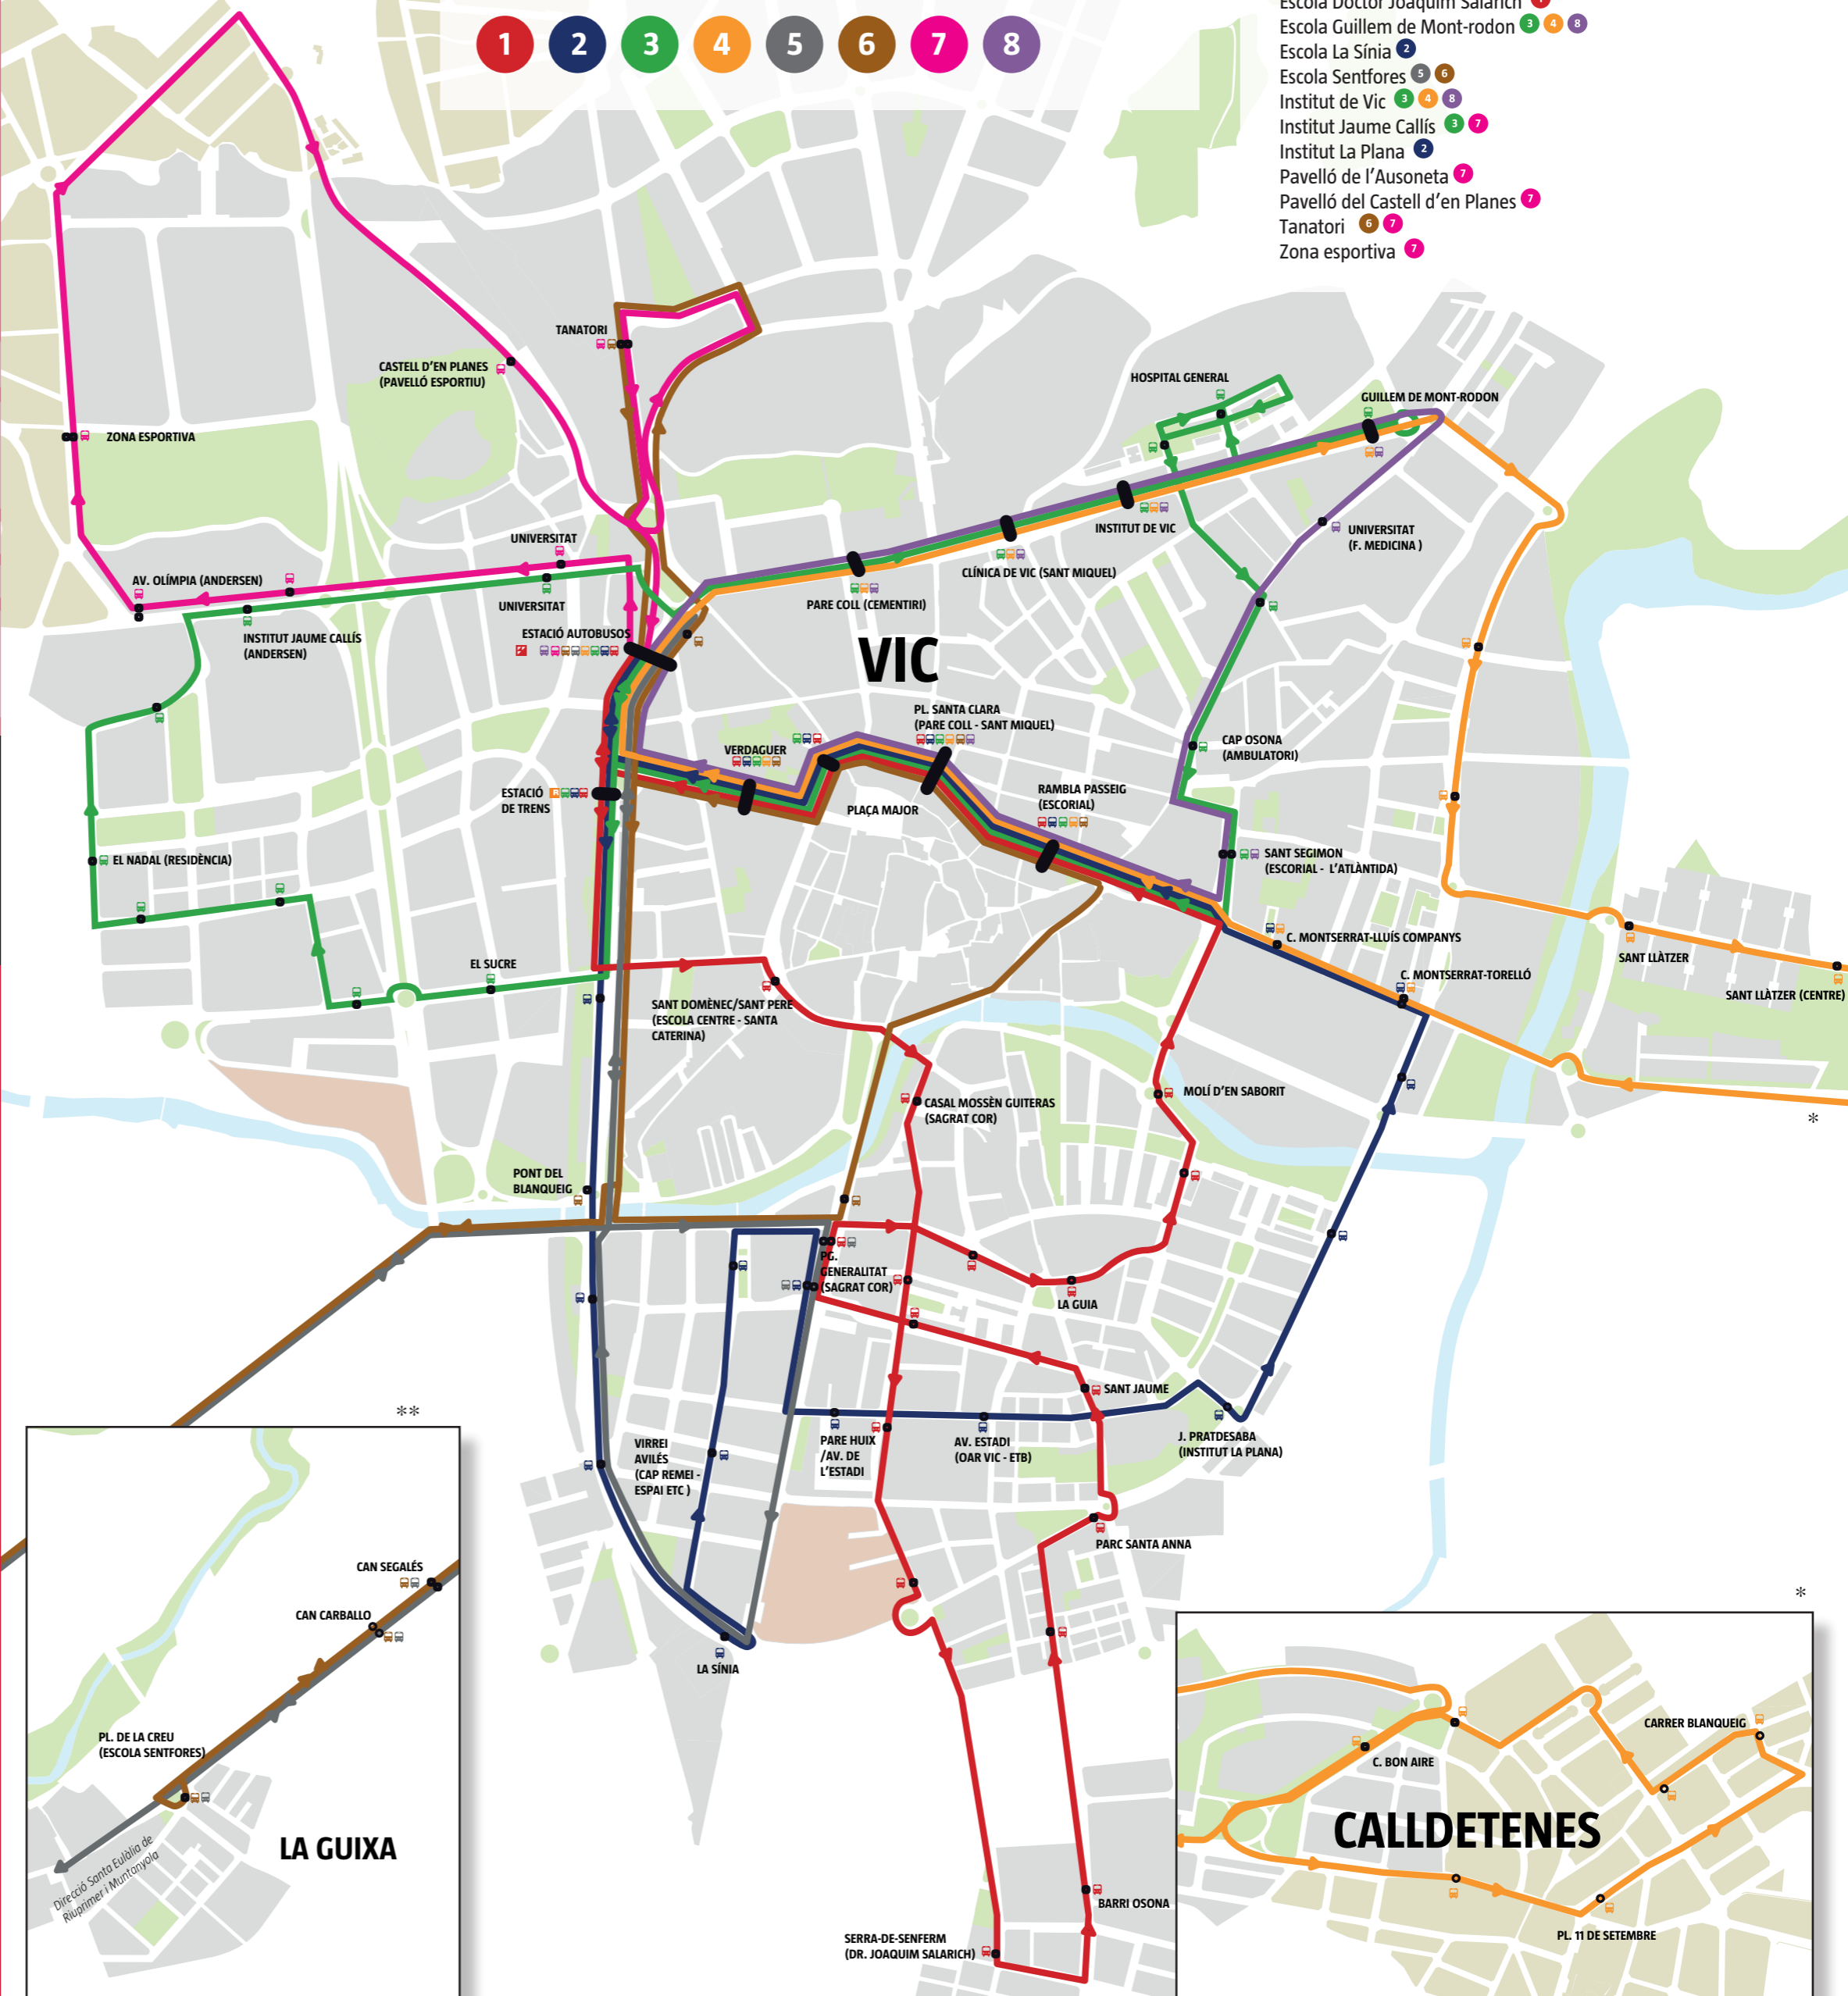 1 2 3 4 5 6 7 8
Escola Doctor Joaquim Salarich 1
Escola Guillem de Mont-rodon 3 4 8
Escola La Sínia 2
Escola Sentfores 5 6
Institut de Vic 3 4 8
Institut Jaume Callís 3 7
Institut La Plana 2
Pavelló de l'Ausoneta 7
Pavelló del Castell d'en Planes 7
Tanatori 6 7
Zona esportiva 7
TANATORI
CASTELL D'EN PLANES
(PAVELLÓ ESPORTIU)
HOSPITAL GENERAL
GUILLEM DE MONT-RODON
ZONA ESPORTIVA
INSTITUT DE VIC
UNIVERSITAT
(F. MEDICINA )
UNIVERSITAT
CLÍNICA DE VIC (SANT MIQUEL)
AV. OLÍMPIA (ANDERSEN)
UNIVERSITAT
PARE COLL (CEMENTIRI)
ESTACIÓ AUTOBUSOS
INSTITUT JAUME CALLÍS
(ANDERSEN)
VIC
PL. SANTA CLARA
(PARE COLL - SANT MIQUEL)
VERDAGUER
CAP OSONA
(AMBULATORI)
ESTACIÓ
DE TRENS
R
PLAÇA MAJOR
RAMBLA PASSEIG
(ESCORIAL)
EL NADAL (RESIDÈNCIA)
SANT SEGIMON
(ESCORIAL - L'ATLÀNTIDA)
C. MONTSERRAT-LLUÍS COMPANYS
EL SUCRE
SANT LLÀTZER
C. MONTSERRAT-TORELLÓ
SANT LLÀTZER (CENTRE)
SANT DOMÈNEC/SANT PERE
(ESCOLA CENTRE - SANTA
CATERINA)
MOLÍ D'EN SABORIT
CASAL MOSSÈN GUITERAS
(SAGRAT COR)
*
PONT DEL
BLANQUEIG
PG.
GENERALITAT
(SAGRAT COR)
LA GUIA
SANT JAUME
**
VIRREI
AVILÉS
(CAP REMEI -
ESPAI ETC )
PARE HUIX
/AV. DE
L'ESTADI
AV. ESTADI
(OAR VIC - ETB)
J. PRATDESABA
(INSTITUT LA PLANA)
PARC SANTA ANNA
CAN SEGALÉS
CAN CARBALLO
*
LA SÍNIA
PL. DE LA CREU
(ESCOLA SENTFORES)
CARRER BLANQUEIG
C. BON AIRE
CALLDETENES
LA GUIXA
Direcció Santa Eulàlia de
Riuprimer i Muntanyola
BARRI OSONA
PL. 11 DE SETEMBRE
SERRA-DE-SENFERM
(DR. JOAQUIM SALARICH)